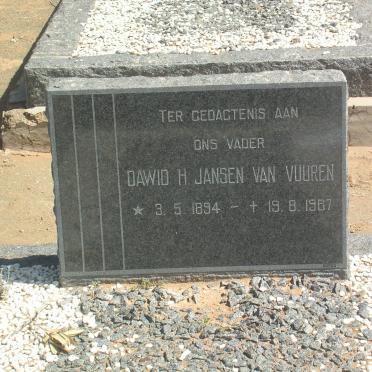 TER GEDAGTENIS AAN
ONS VADER
DAWID H. JANSEN VAN VUUREN
★ 3. 5. 1894 – + 19. 8. 1967